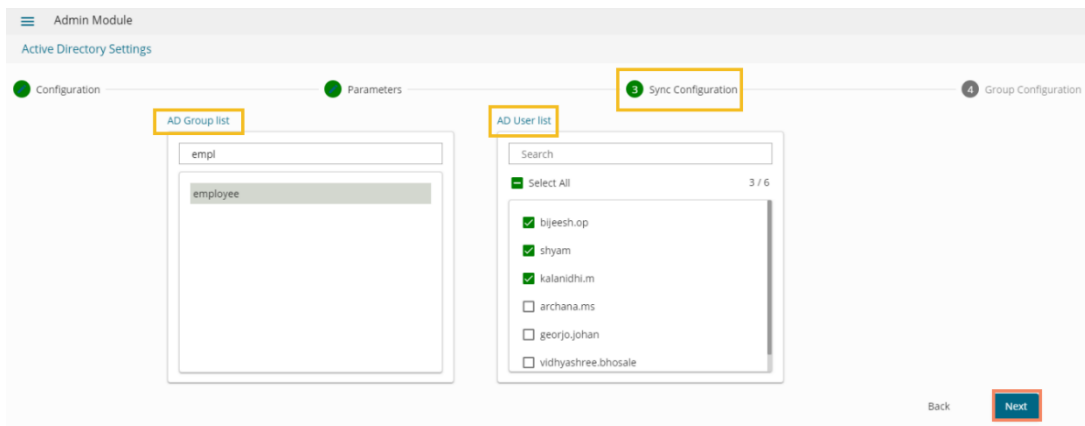 Admin Module
Active Directory Settings
Configuration
Parameters
3 Sync Configuration
4 Group Configuration
AD Group list
empl
employee
AD User list
Search
Select All 3 / 6
bijeesh.op
shyam
kalanidhi.m
archana.ms
georjo.johan
vidhyashree.bhosale
Back
Next